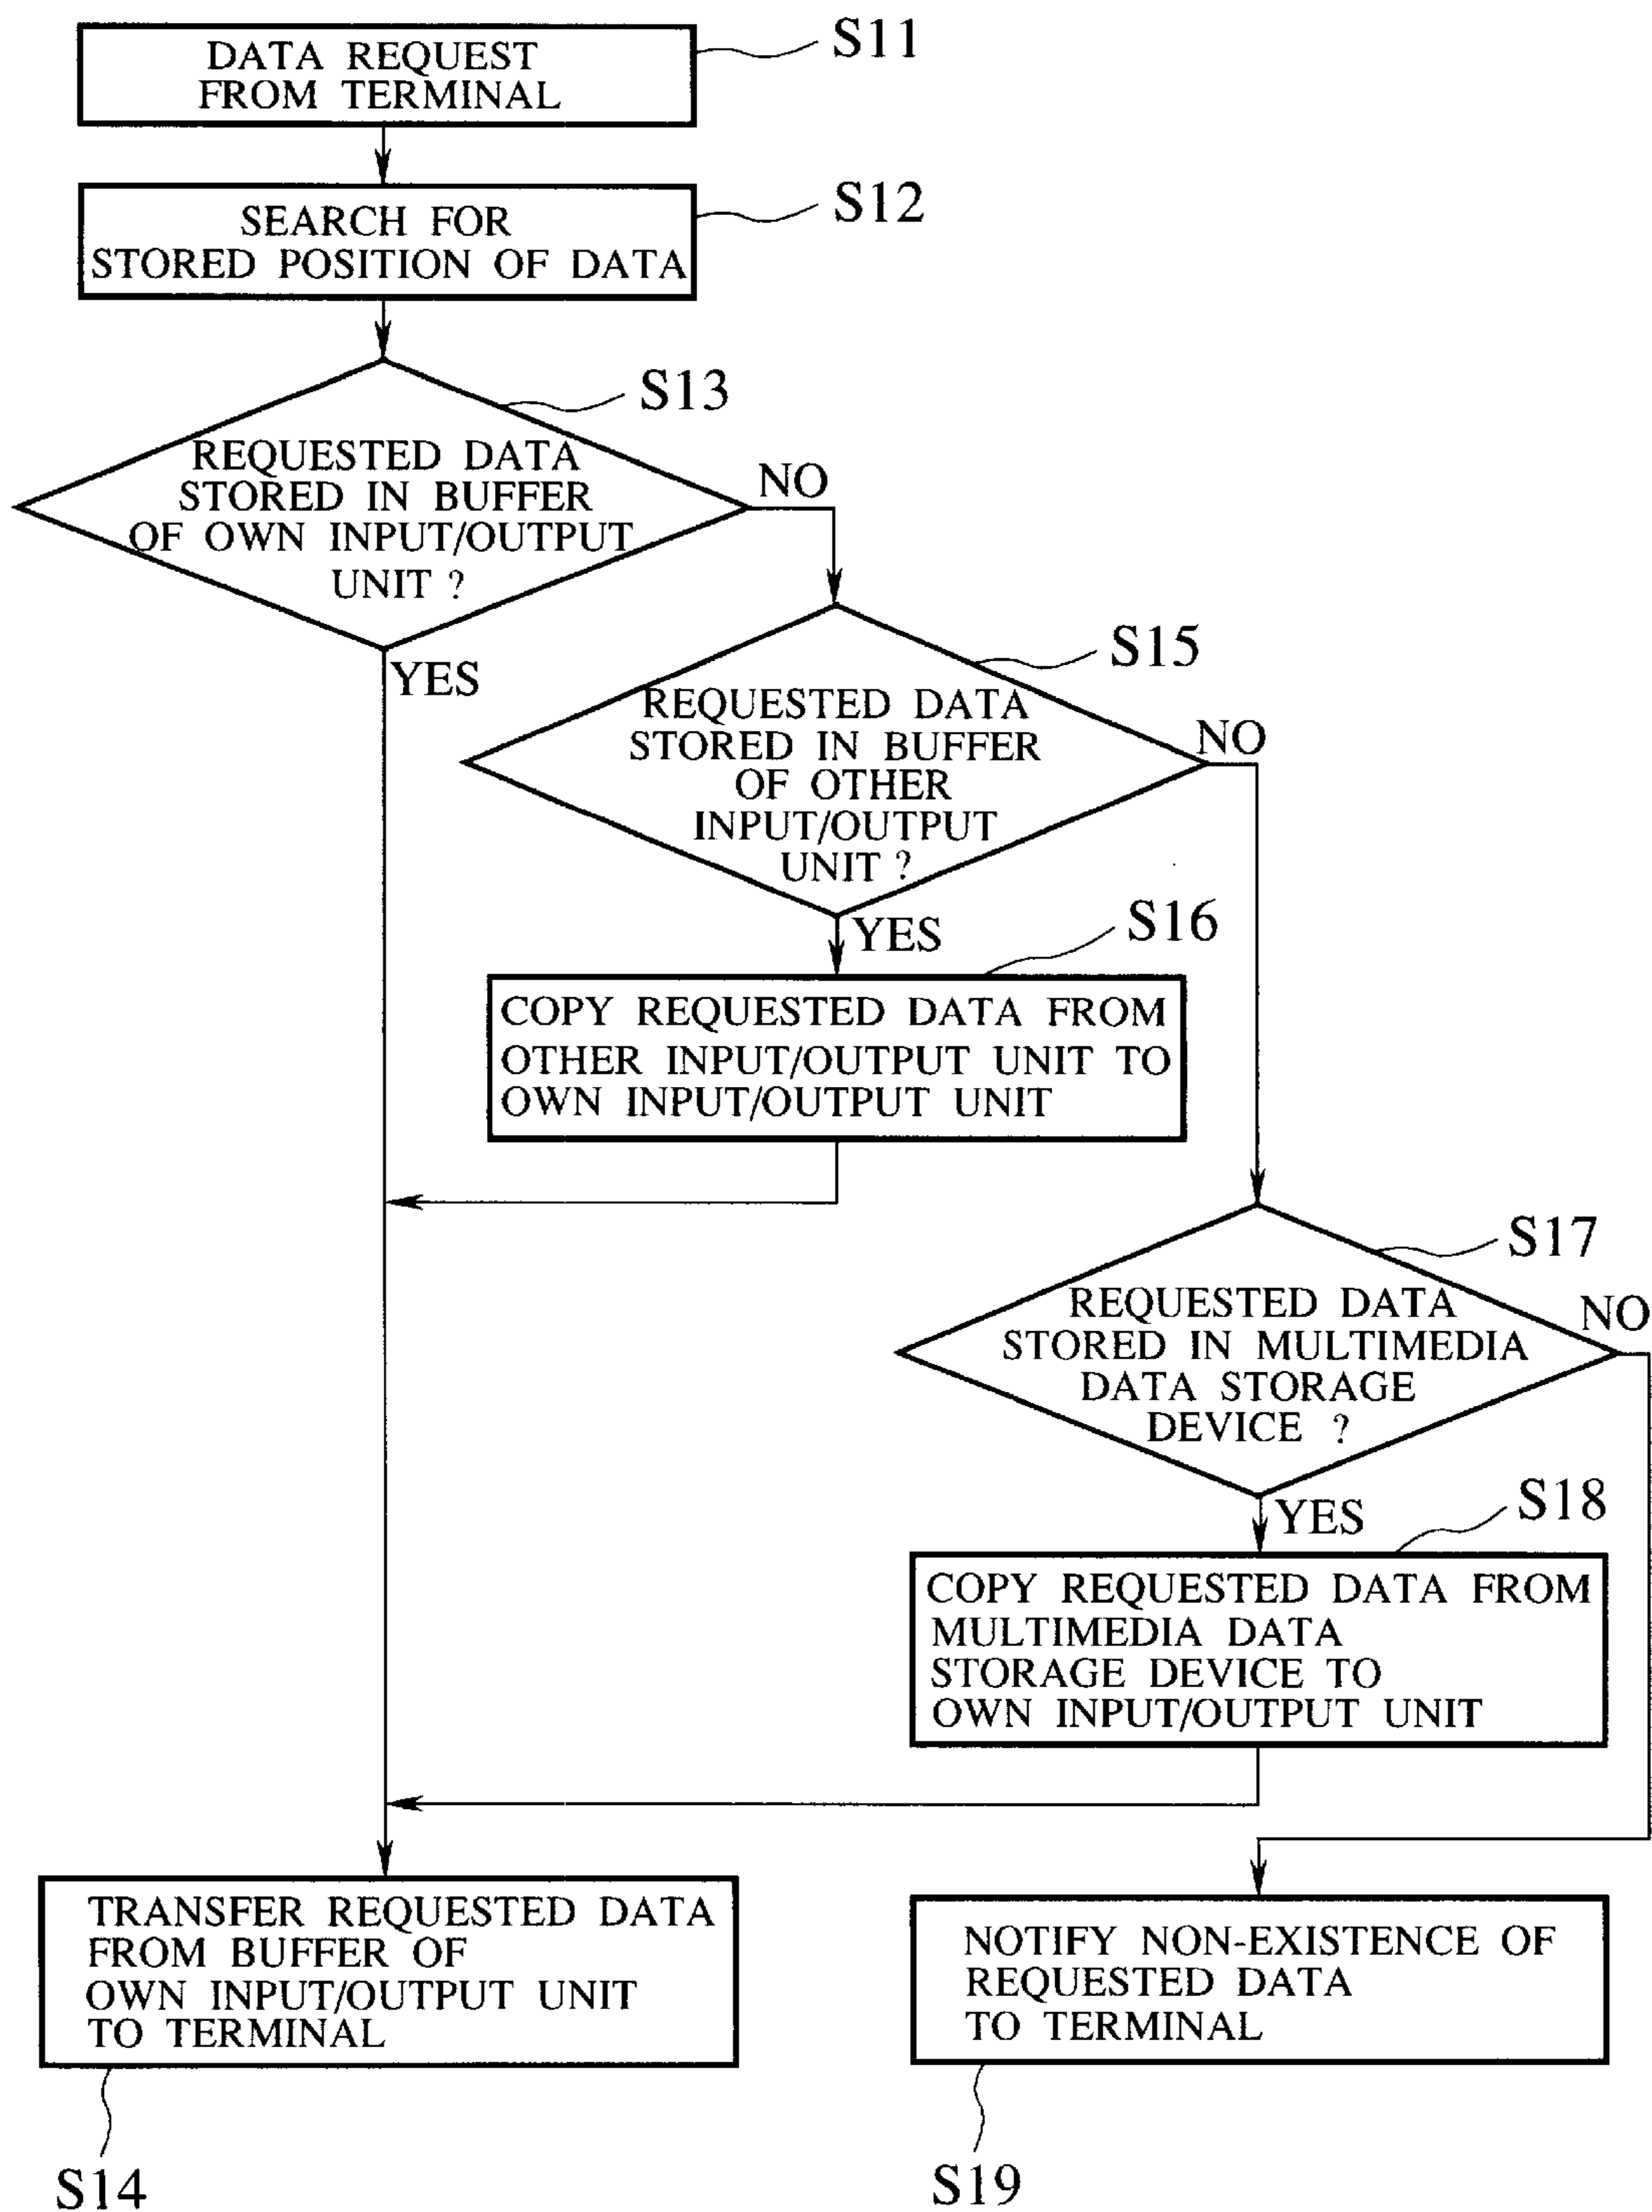 DATA REQUEST
FROM TERMINAL
S11
SEARCH FOR
STORED POSITION OF DATA
S12
S13
REQUESTED DATA
STORED IN BUFFER
OF OWN INPUT/OUTPUT
UNIT ?
NO
YES
S15
REQUESTED DATA
STORED IN BUFFER
OF OTHER
INPUT/OUTPUT
UNIT ?
NO
YES
S16
COPY REQUESTED DATA FROM
OTHER INPUT/OUTPUT UNIT TO
OWN INPUT/OUTPUT UNIT
S17
REQUESTED DATA
STORED IN MULTIMEDIA
DATA STORAGE
DEVICE ?
NO
YES
S18
COPY REQUESTED DATA FROM
MULTIMEDIA DATA
STORAGE DEVICE TO
OWN INPUT/OUTPUT UNIT
TRANSFER REQUESTED DATA
FROM BUFFER OF
OWN INPUT/OUTPUT UNIT
TO TERMINAL
S14
NOTIFY NON-EXISTENCE OF
REQUESTED DATA
TO TERMINAL
S19